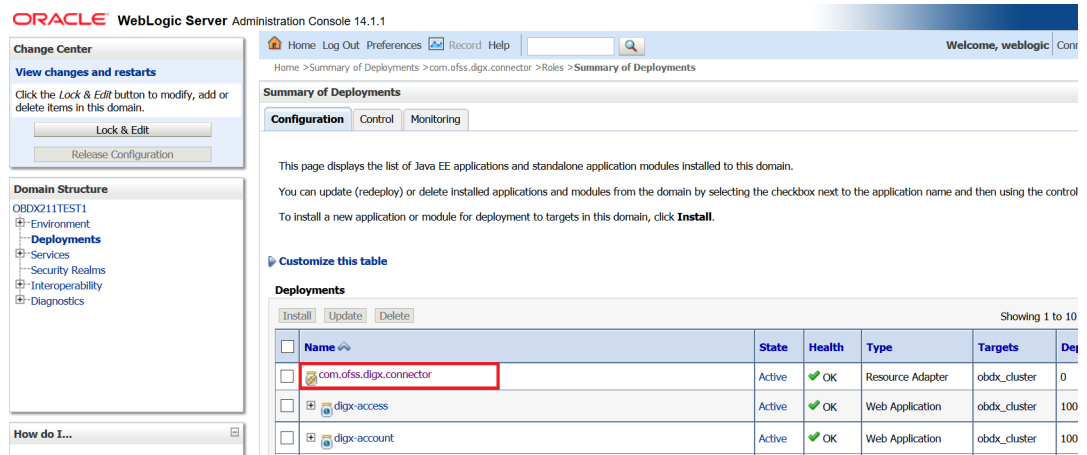 ORACLE WebLogic Server Administration Console 14.1.1
Change Center
View changes and restarts
Click the Lock & Edit button to modify, add or
delete items in this domain.
Lock & Edit
Release Configuration
Domain Structure
OBDX211TEST1
Environment
Deployments
Services
Security Realms
Interoperability
Diagnostics
How do I...
Home Log Out Preferences Record Help
Welcome, weblogic
Home >Summary of Deployments >com.ofss.digx.connector >Roles >Summary of Deployments
Summary of Deployments
Configuration Control Monitoring
This page displays the list of Java EE applications and standalone application modules installed to this domain.
You can update (redeploy) or delete installed applications and modules from the domain by selecting the checkbox next to the application name and then using the control
To install a new application or module for deployment to targets in this domain, click Install.
Customize this table
Deployments
Install Update Delete Showing 1 to 10
Name State Health Type Targets
com.ofss.digx.connector Active OK Resource Adapter obdx_cluster 0
digx-access Active OK Web Application obdx_cluster 100
digx-account Active OK Web Application obdx_cluster 100